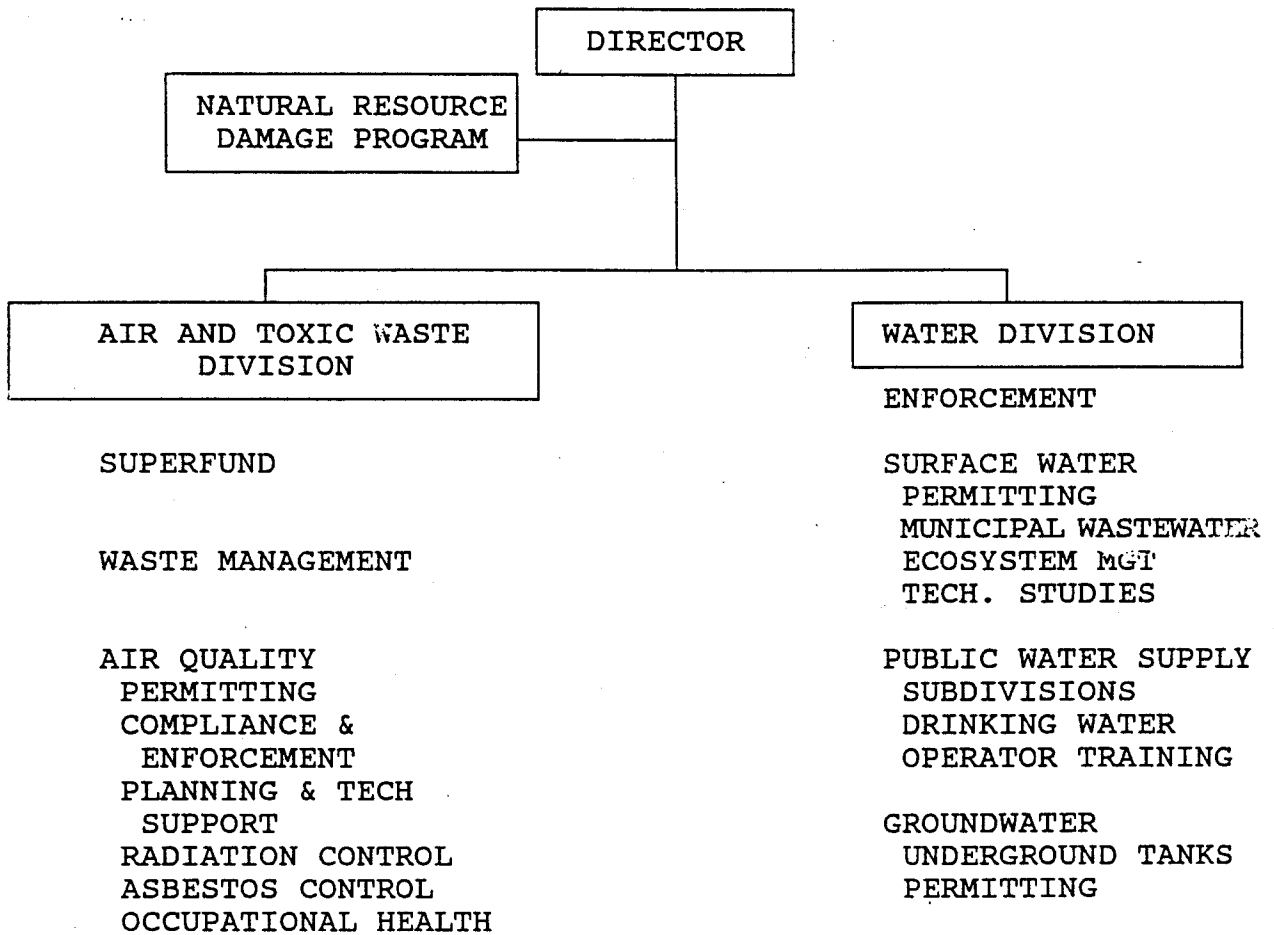 DIRECTOR
NATURAL RESOURCE
DAMAGE PROGRAM
AIR AND TOXIC WASTE
DIVISION
SUPERFUND
WASTE MANAGEMENT
AIR QUALITY
PERMITTING
COMPLIANCE &
ENFORCEMENT
PLANNING & TECH
SUPPORT
RADIATION CONTROL
ASBESTOS CONTROL
OCCUPATIONAL HEALTH
WATER DIVISION
ENFORCEMENT
SURFACE WATER
PERMITTING
MUNICIPAL WASTEWATER
ECOSYSTEM MGT
TECH. STUDIES
PUBLIC WATER SUPPLY
SUBDIVISIONS
DRINKING WATER
OPERATOR TRAINING
GROUNDWATER
UNDERGROUND TANKS
PERMITTING